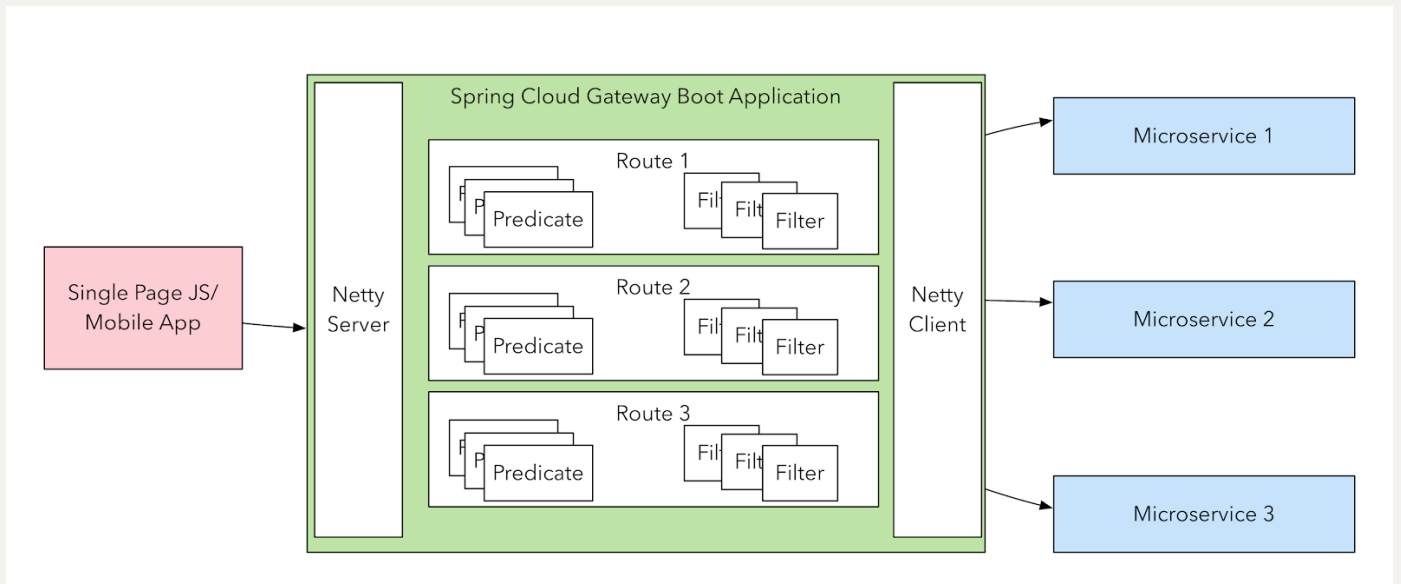 Spring Cloud Gateway Boot Application
Single Page JS/
Mobile App
Netty
Server
Route 1
Predicate
Filter
Route 2
Predicate
Filter
Route 3
Predicate
Filter
Netty
Client
Microservice 1
Microservice 2
Microservice 3